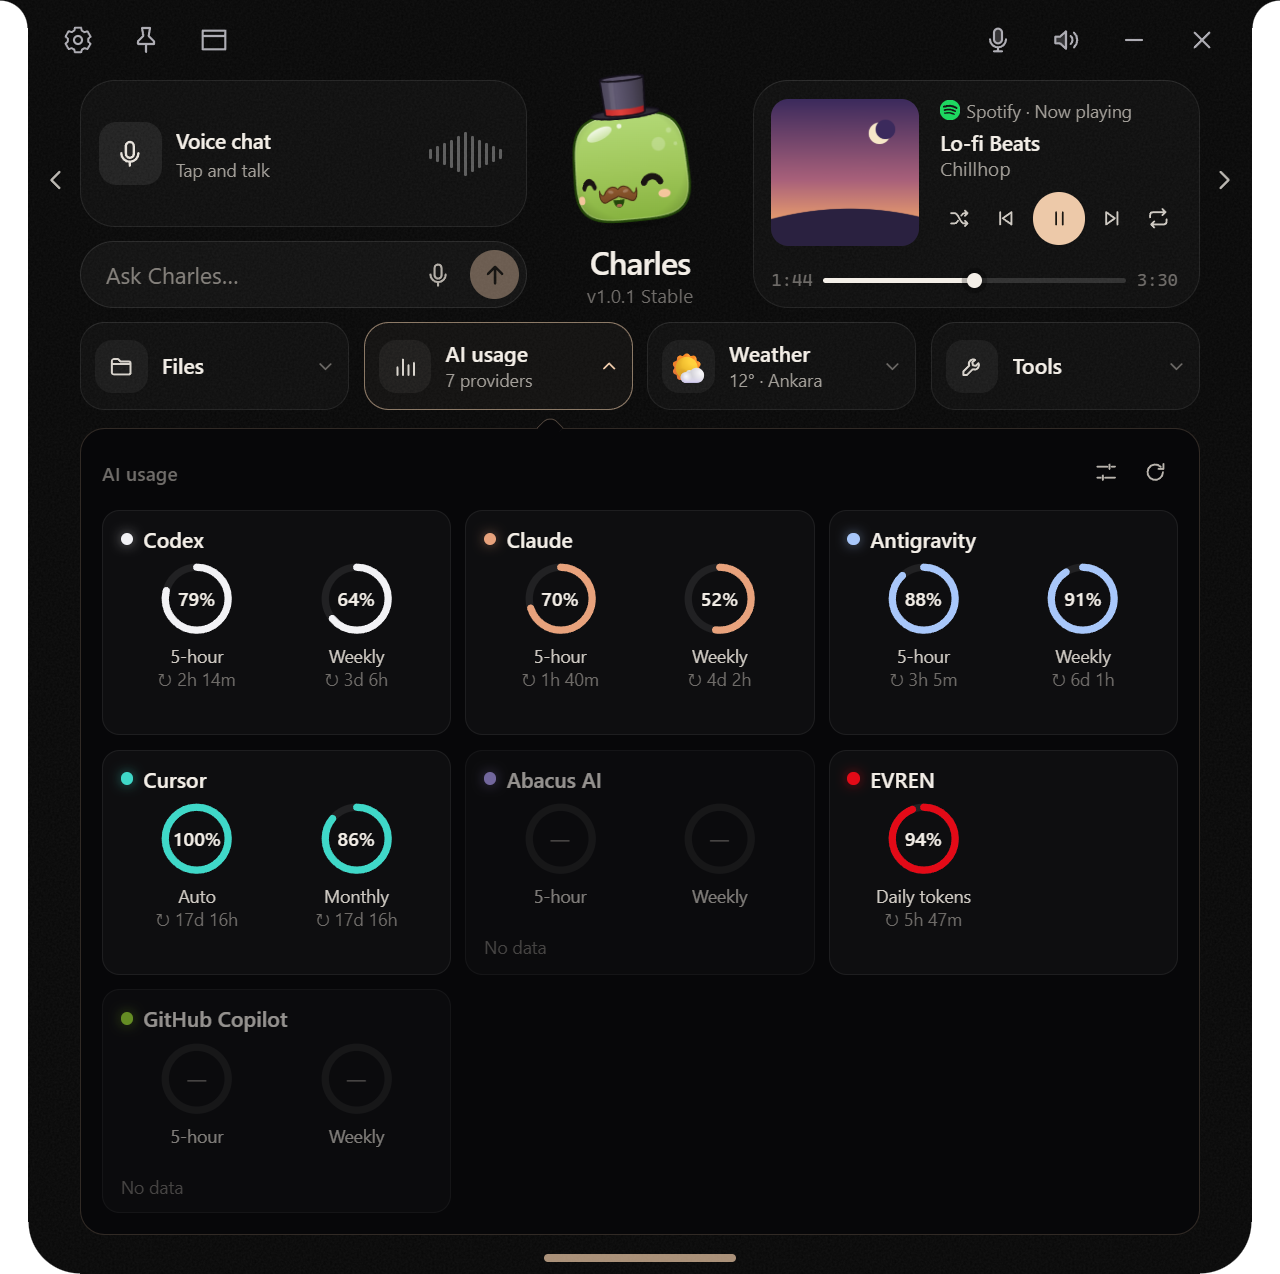 Voice chat
Tap and talk
Ask Charles...
Charles
v1.0.1 Stable
Spotify · Now playing
Lo-fi Beats
Chillhop
1:44
3:30
Files
AI usage
7 providers
Weather
12° · Ankara
Tools
AI usage
Codex
79%
64%
5-hour
Weekly
↻ 2h 14m
↻ 3d 6h
Claude
70%
52%
5-hour
Weekly
↻ 1h 40m
↻ 4d 2h
Antigravity
88%
91%
5-hour
Weekly
↻ 3h 5m
↻ 6d 1h
Cursor
100%
86%
Auto
Monthly
↻ 17d 16h
↻ 17d 16h
Abacus AI
—
—
5-hour
Weekly
No data
EVREN
94%
Daily tokens
↻ 5h 47m
GitHub Copilot
—
—
5-hour
Weekly
No data